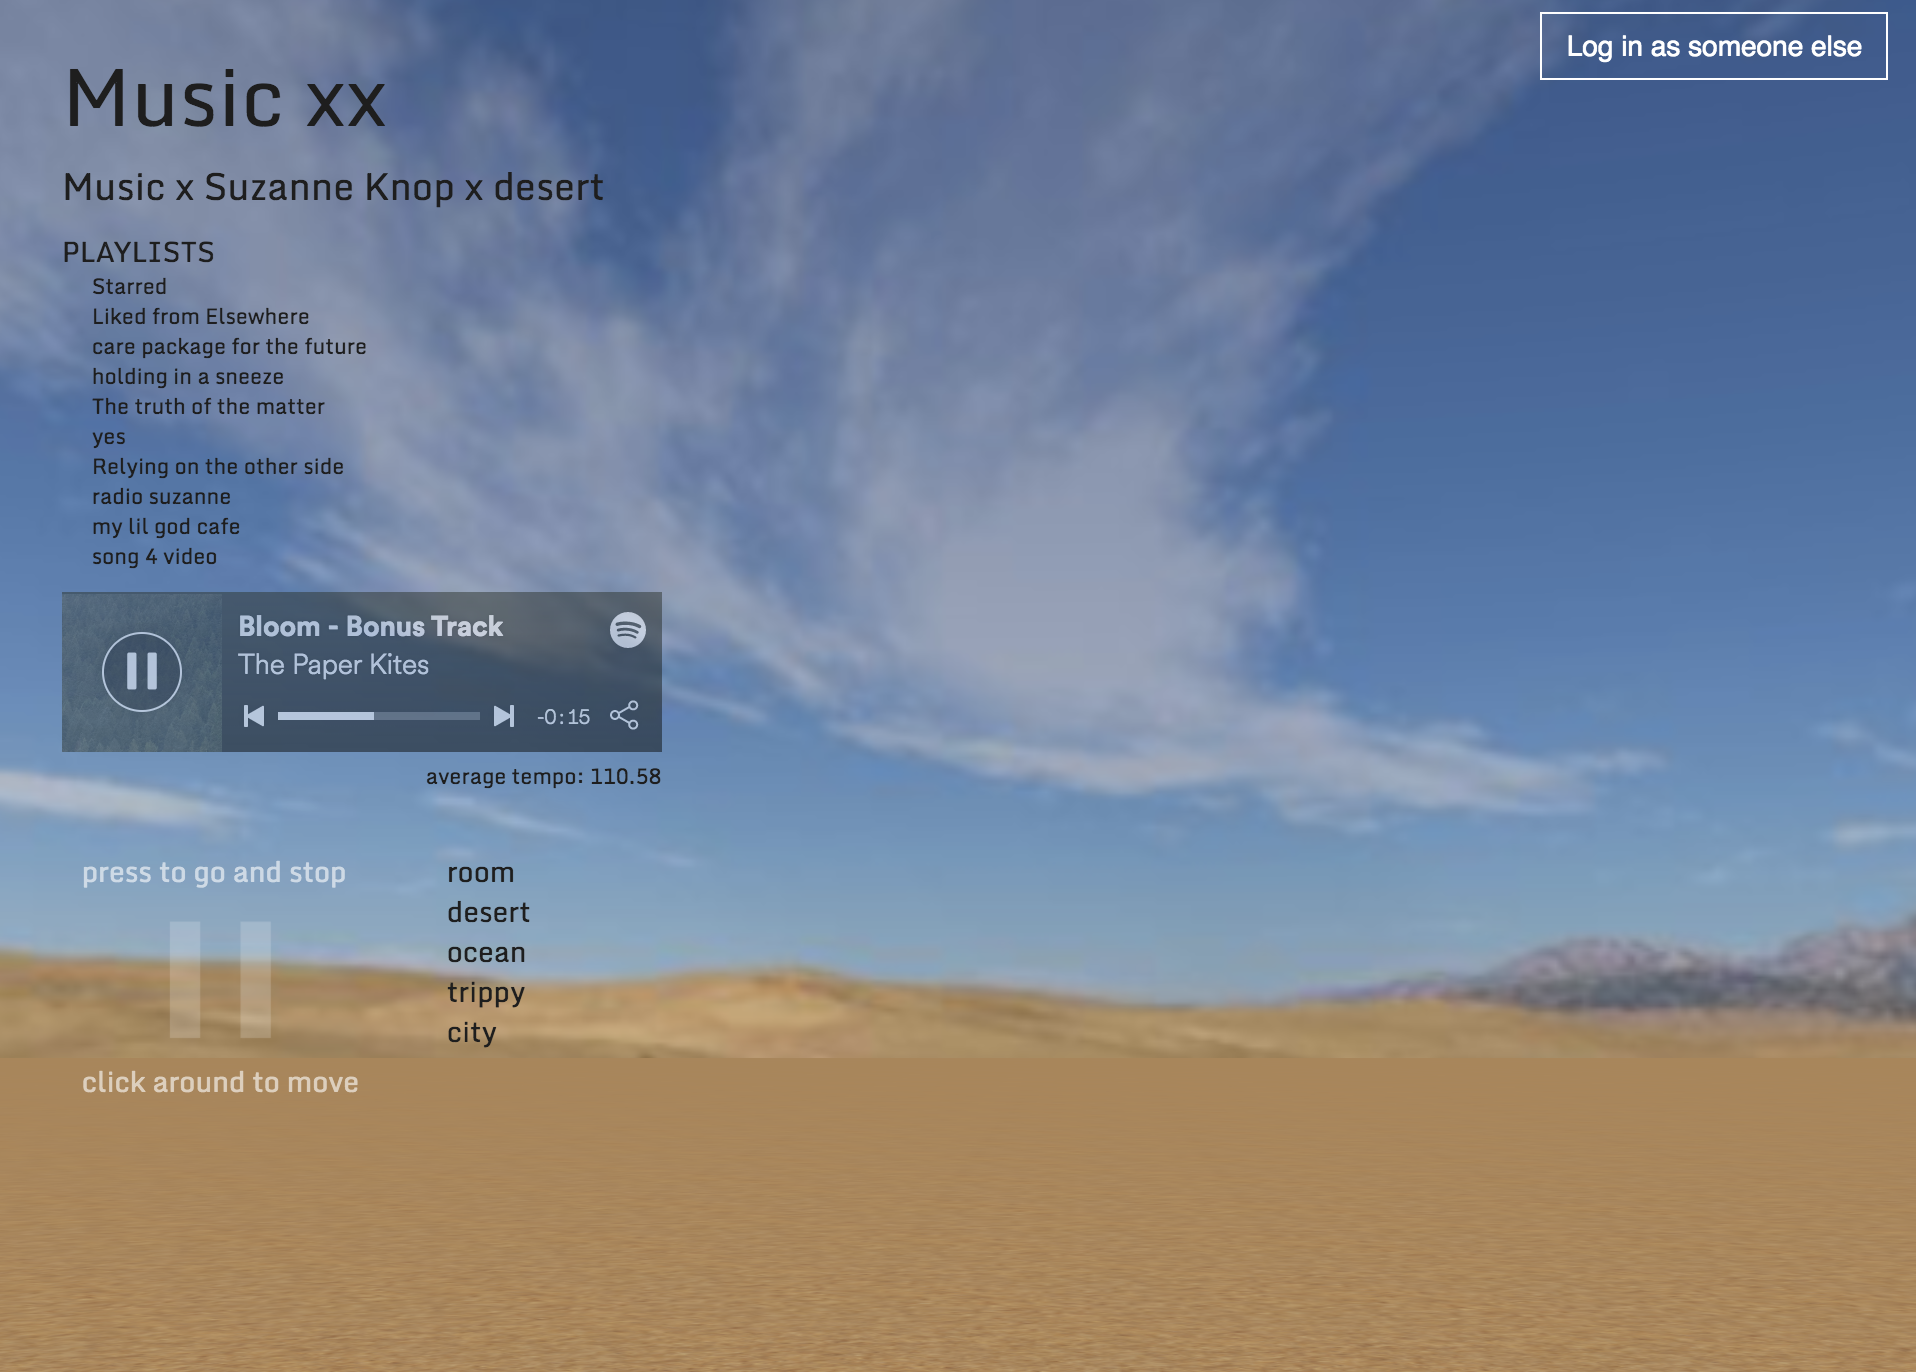 Log in as someone else
Music xx
Music x Suzanne Knop x desert
PLAYLISTS
Starred
Liked from Elsewhere
care package for the future
holding in a sneeze
The truth of the matter
yes
Relying on the other side
radio suzanne
my lil god cafe
song 4 video
Bloom - Bonus Track
The Paper Kites
-0:15
average tempo: 110.58
press to go and stop
click around to move
room
desert
ocean
trippy
city